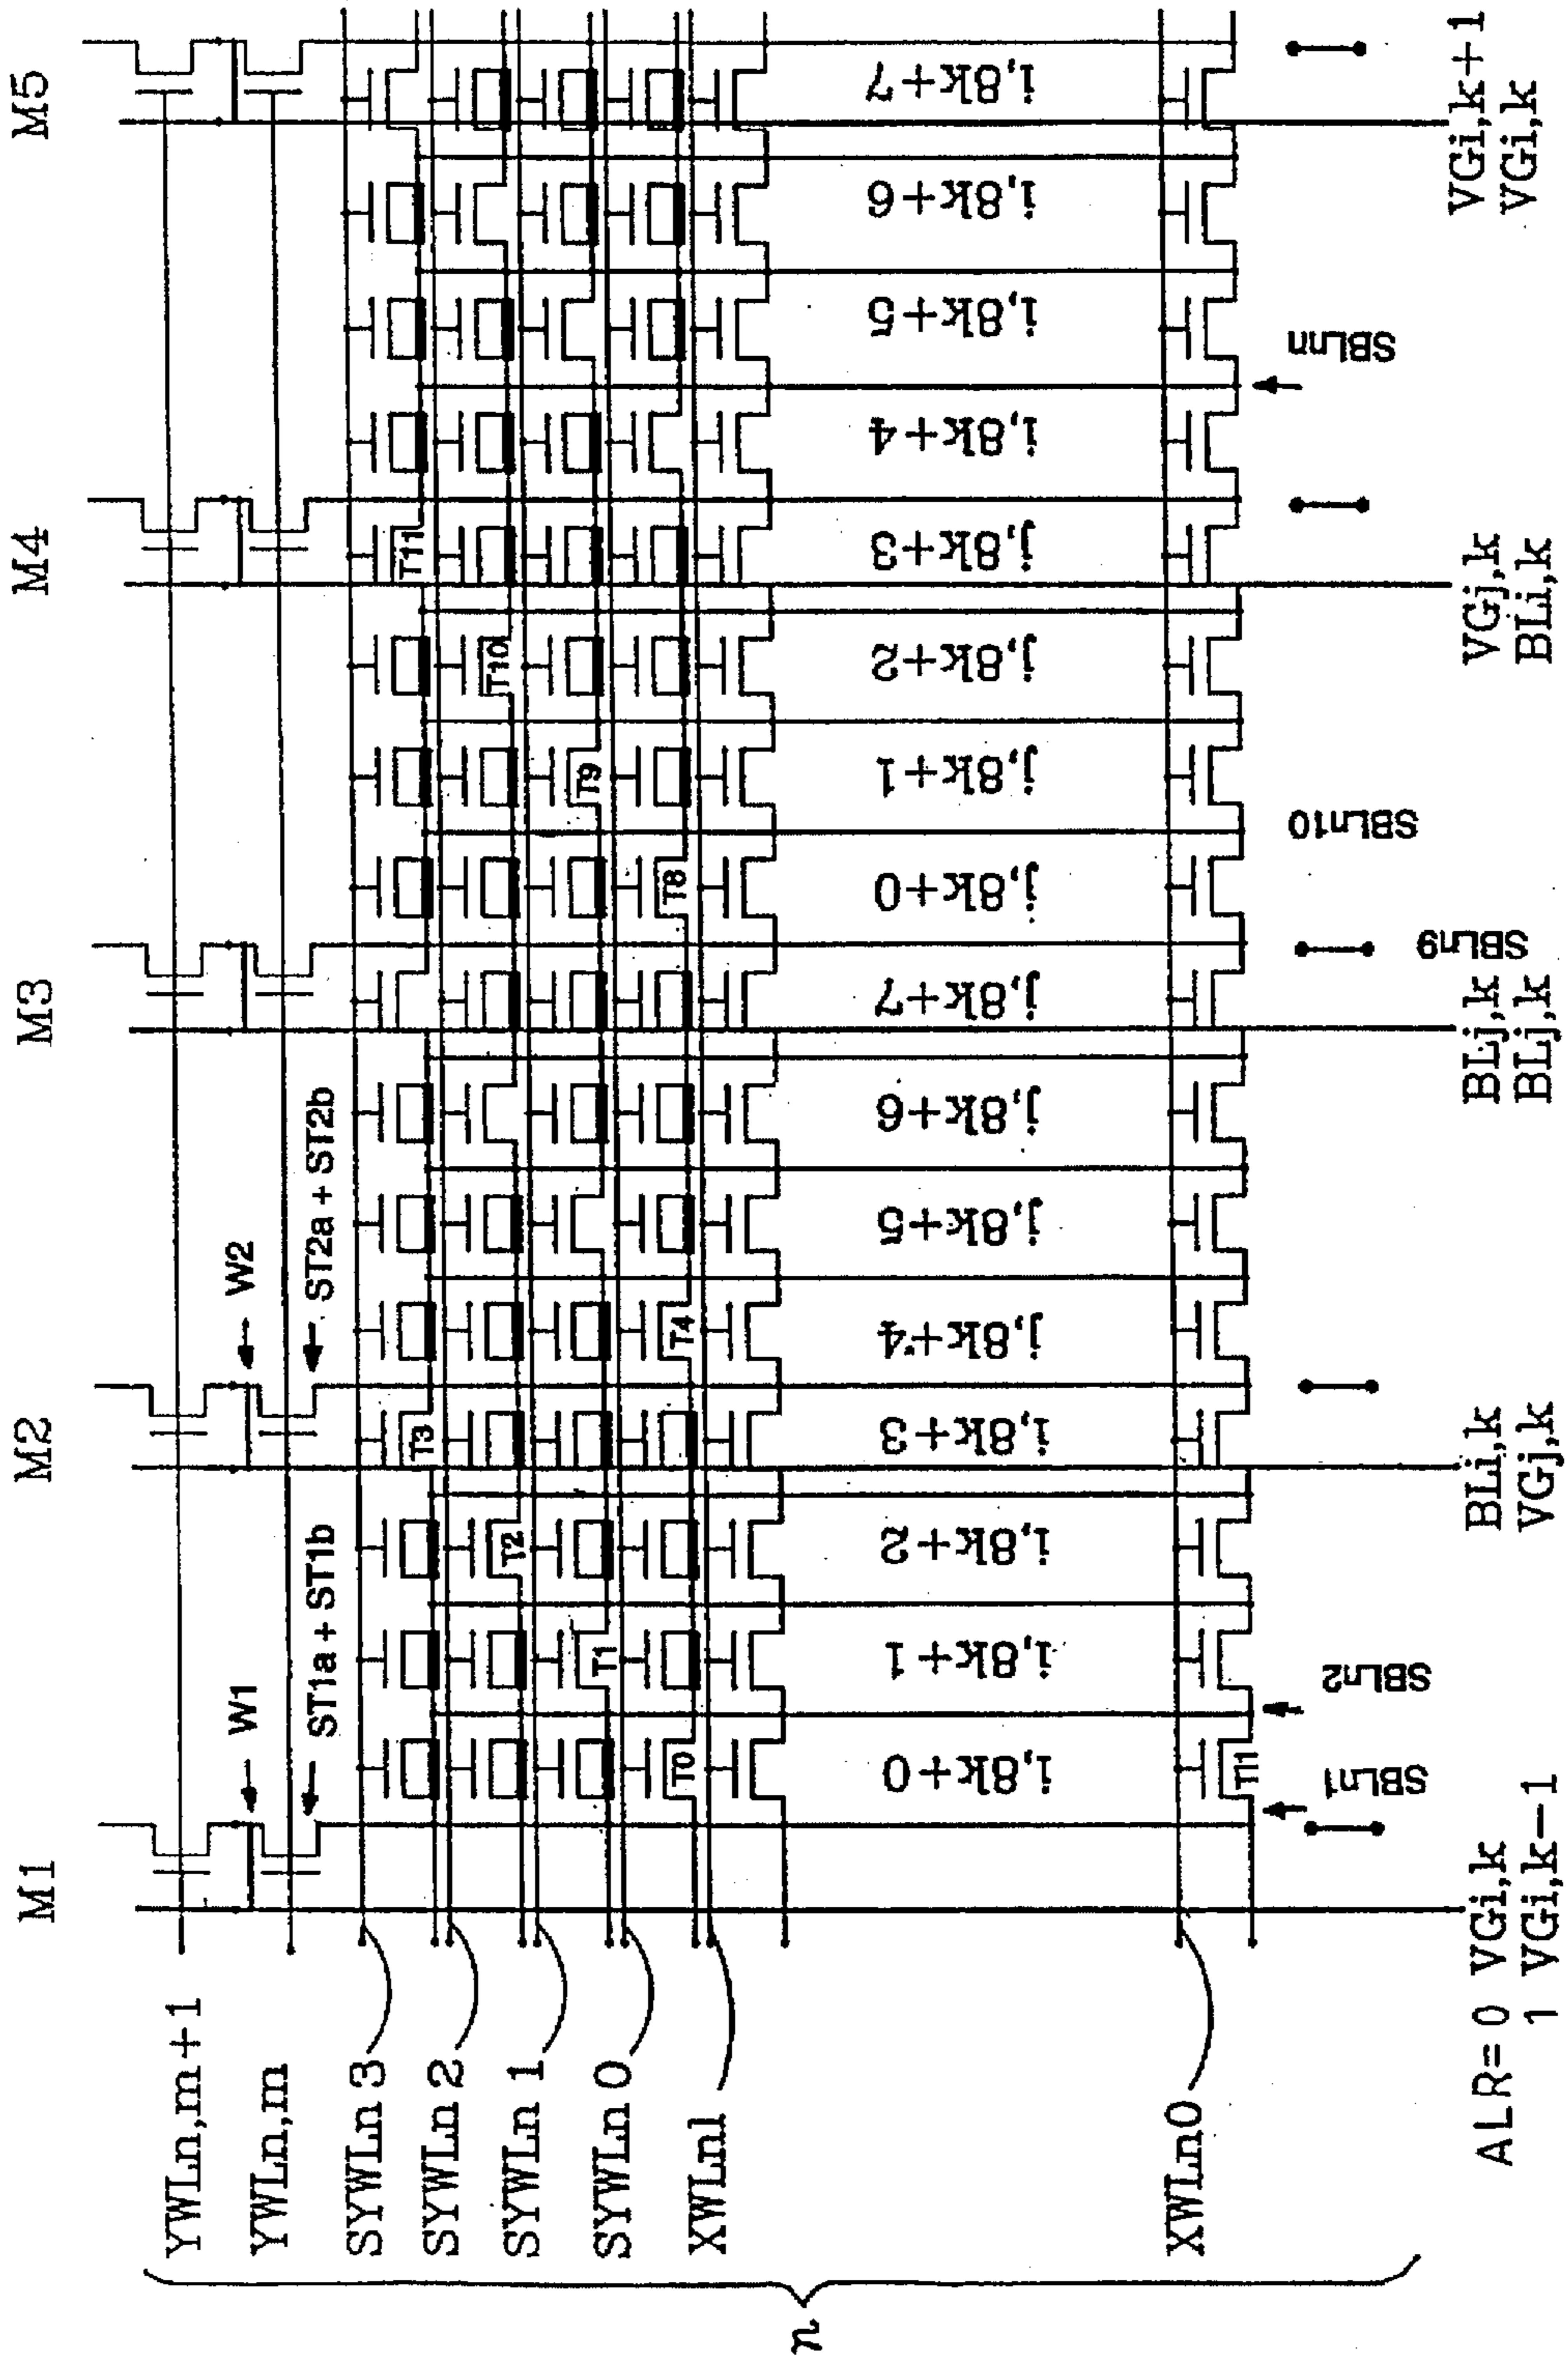 M1 M2 M3 M4 M5
YWLn,m+1
YWLn,m
W1 W2
ST1a + ST1b ST2a + ST2b
SYWLn 3
SYWLn 2
SYWLn 1
SYWLn 0
XWLnl
T3 T11
T2 T10
T1 T9
T0 T4 T8
i,8k+0 i,8k+1 i,8k+2 i,8k+3 j,8k+4 j,8k+5 j,8k+6 j,8k+7 j,8k+0 j,8k+1 j,8k+2 j,8k+3 i,8k+4 i,8k+5 i,8k+6 i,8k+7
n
XWLn0
T11
SBLn1 SBLn2 SBLn9 SBLn10 SBLnn
ALR= 0 VGi,k BLi,k BLj,k VGj,k VGi,k+1
1 VGi,k-1 VGj,k BLj,k BLi,k VGi,k